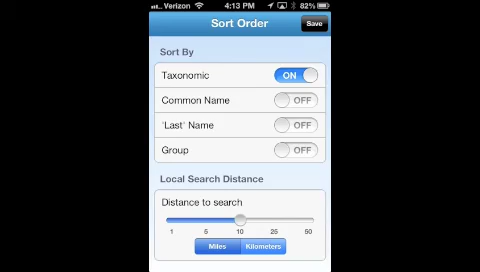 Verizon 4:13 PM 82%
Sort Order Save
Sort By
Taxonomic ON
Common Name OFF
'Last' Name OFF
Group OFF
Local Search Distance
Distance to search
1 5 10 25 50
Miles Kilometers